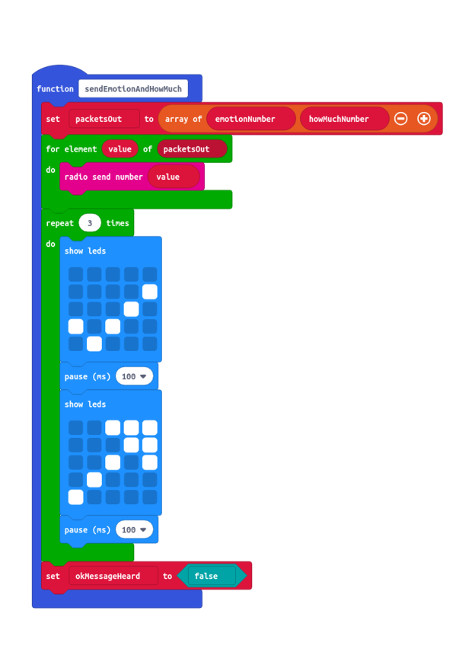 function sendEmotionAndHowMuch
set packetsOut to array of emotionNumber howMuchNumber
for element value of packetsOut
do
radio send number value
repeat 3 times
do
show leds
pause (ms) 100
show leds
pause (ms) 100
set okMessageHeard to false